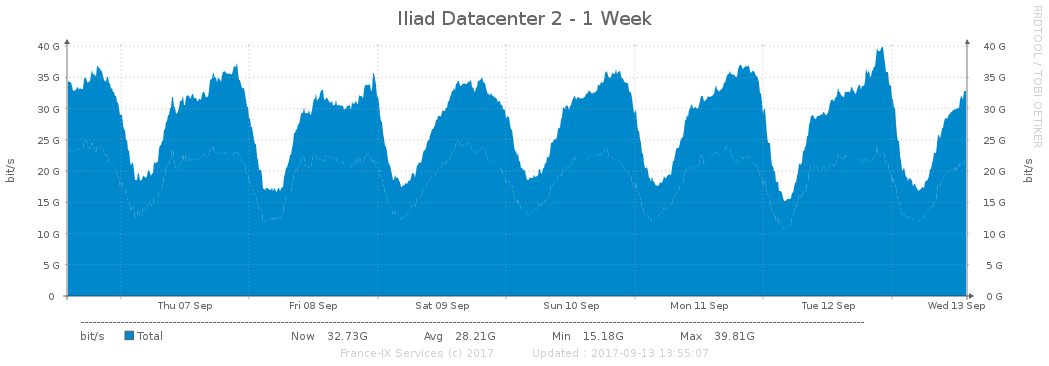 Iliad Datacenter 2 - 1 Week
RRDTOOL / TOBI OETIKER
bit/s
40 G
35 G
30 G
25 G
20 G
15 G
10 G
5 G
0
40 G
35 G
30 G
25 G
20 G
15 G
10 G
5 G
0 G
bit/s
Thu 07 Sep Fri 08 Sep Sat 09 Sep Sun 10 Sep Mon 11 Sep Tue 12 Sep Wed 13 Sep
bit/s Total Now 32.73G Avg 28.21G Min 15.18G Max 39.81G
France-IX Services (c) 2017 Updated : 2017-09-13 13:55:07